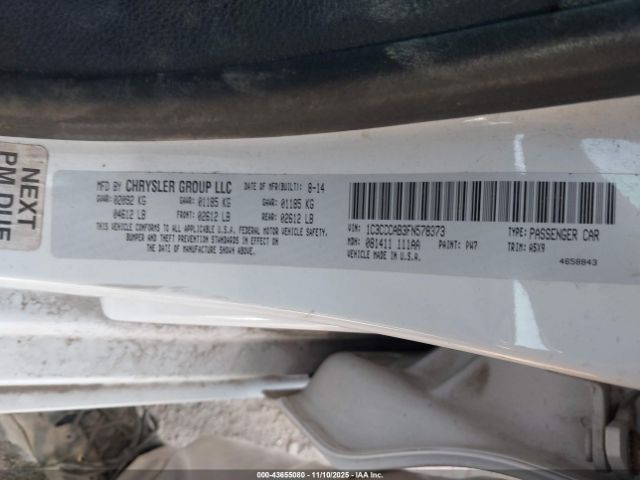 NEXT
PM DUE
MFD BY CHRYSLER GROUP LLC DATE OF MFR(BUILT): 8-14
GVWR: 02092 KG GAWR: 01185 KG GAWR: 01185 KG
04612 LB FRONT: 02612 LB REAR: 02612 LB
THIS VEHICLE CONFORMS TO ALL APPLICABLE U.S.A. FEDERAL MOTOR VEHICLE SAFETY,
BUMPER AND THEFT PREVENTION STANDARDS IN EFFECT ON
THE DATE OF MANUFACTURE SHOWN ABOVE.
VIN: 1C3CCCAB3FN578373 TYPE: PASSENGER CAR
MDH: 081411 111AA PAINT: PW7 TRIM: A5X9
VEHICLE MADE IN U.S.A. 4658843
00-43655080 - 11/10/2025 - IAA Inc.